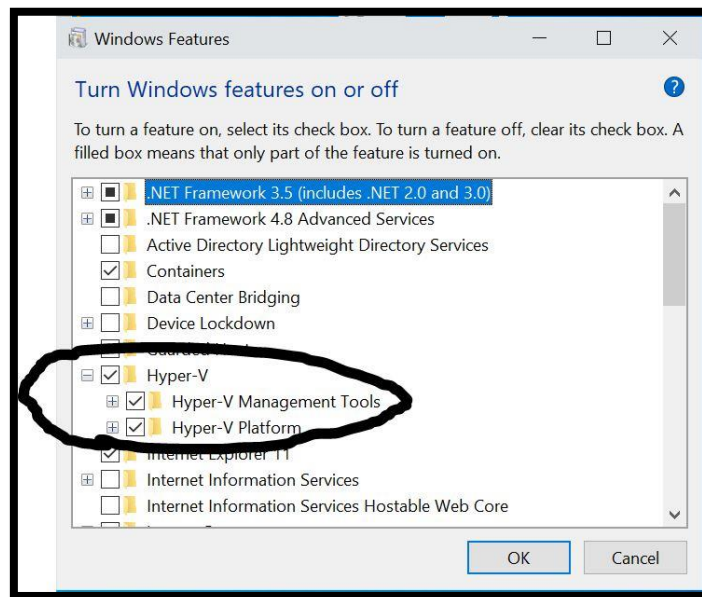 Windows Features
Turn Windows features on or off
To turn a feature on, select its check box. To turn a feature off, clear its check box. A
filled box means that only part of the feature is turned on.
.NET Framework 3.5 (includes .NET 2.0 and 3.0)
.NET Framework 4.8 Advanced Services
Active Directory Lightweight Directory Services
Containers
Data Center Bridging
Device Lockdown
Hyper-V
Hyper-V Management Tools
Hyper-V Platform
Internet Explorer 11
Internet Information Services
Internet Information Services Hostable Web Core
OK
Cancel